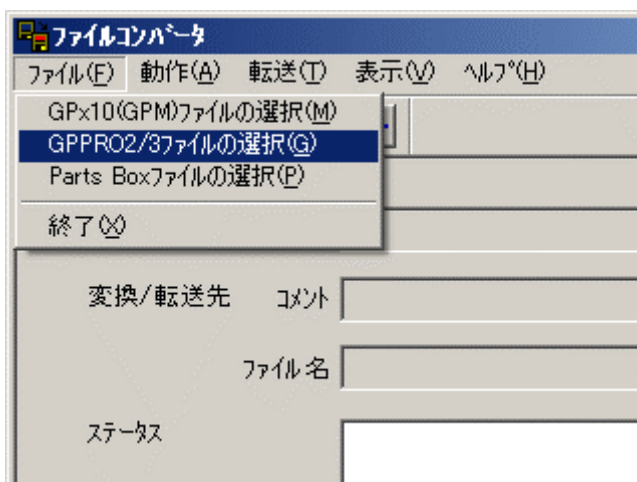 ファイルコンバータ
ファイル(F) 動作(A) 転送(T) 表示(V) ヘルプ(H)
GPx10(GPM)ファイルの選択(M)
GPPRO2/3ファイルの選択(G)
Parts Boxファイルの選択(P)
終了(X)
変換/転送先 コメント
ファイル名
ステータス